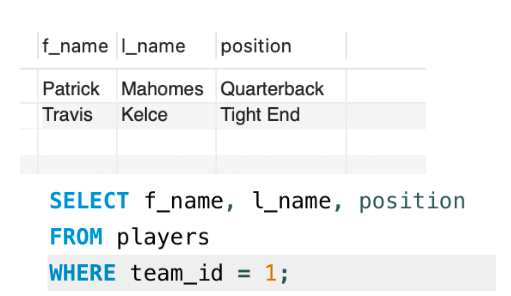 f_name l_name position
Patrick Mahomes Quarterback
Travis Kelce Tight End
SELECT f_name, l_name, position
FROM players
WHERE team_id = 1;